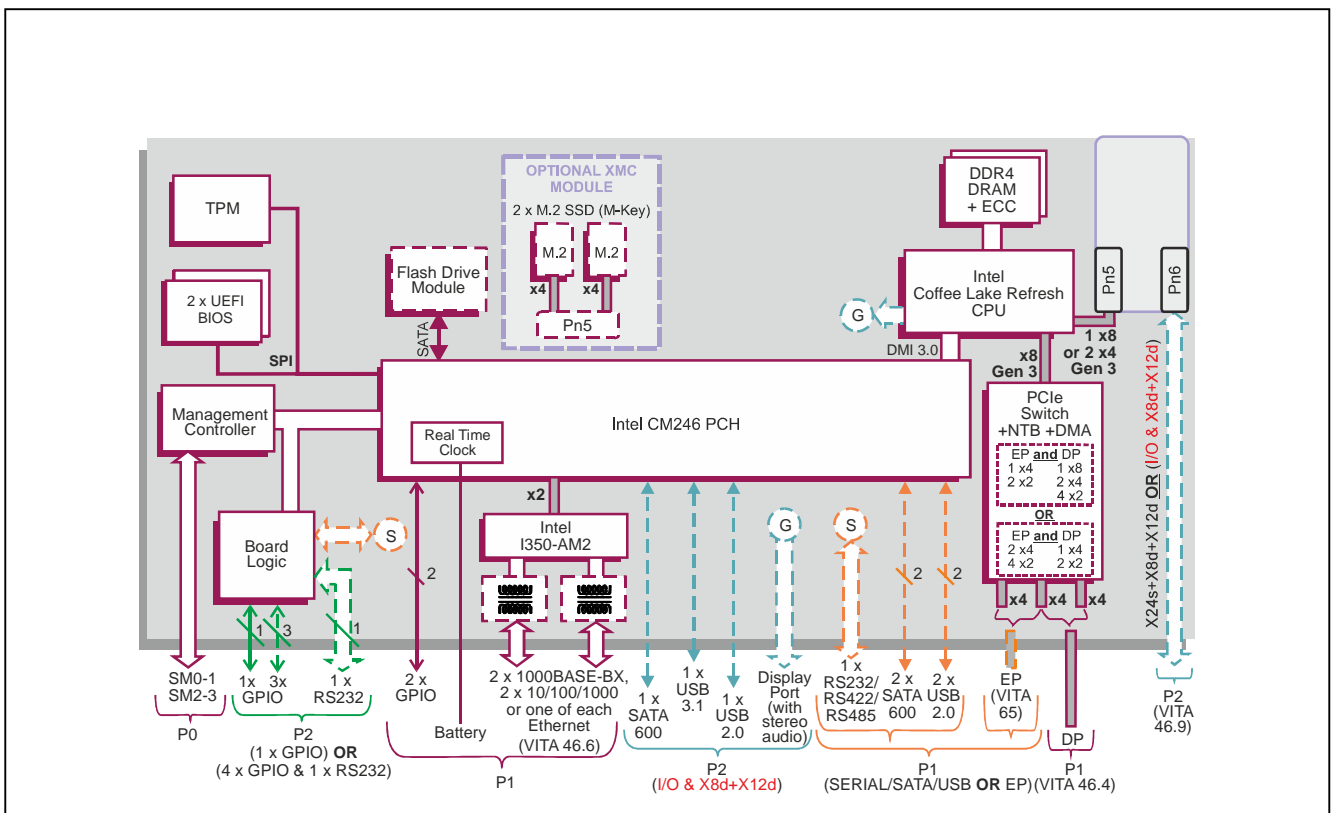 TPM
2 x UEFI
BIOS
SPI
Management
Controller
Board
Logic
S
Flash Drive
Module
SATA
OPTIONAL XMC
MODULE
2 x M.2 SSD (M-Key)
M.2
M.2
x4
x4
Pn5
DDR4
DRAM
+ ECC
Intel
Coffee Lake Refresh
CPU
G
DMI 3.0
x8
Gen 3
1 x8
or 2 x4
Gen 3
Pn5
Pn6
Intel CM246 PCH
Real Time
Clock
x2
Intel
I350-AM2
PCIe
Switch
+NTB +DMA
EP and DP
1 x4 1 x8
2 x2 2 x4
4 x2
OR
EP and DP
2 x4 1 x4
4 x2 2 x2
x4
x4
x4
X24s+X8d+X12d OR (I/O & X8d+X12d)
1
3
1
2
G
S
2
2
SM0-1
SM2-3
P0
1x
GPIO
3x
1 x
RS232
P2
(1 x GPIO) OR
(4 x GPIO & 1 x RS232)
2 x
GPIO
Battery
2 x 1000BASE-BX,
2 x 10/100/1000
or one of each
Ethernet
(VITA 46.6)
P1
1 x
SATA
600
1 x
USB
3.1
1 x
USB
2.0
Display
Port
(with
stereo
audio)
P2
(I/O & X8d+X12d)
1 x
RS232/
RS422/
RS485
2 x
SATA
600
2 x
USB
2.0
EP
(VITA
65)
P1
(SERIAL/SATA/USB OR EP)
DP
P1
(VITA 46.4)
P2
(VITA
46.9)